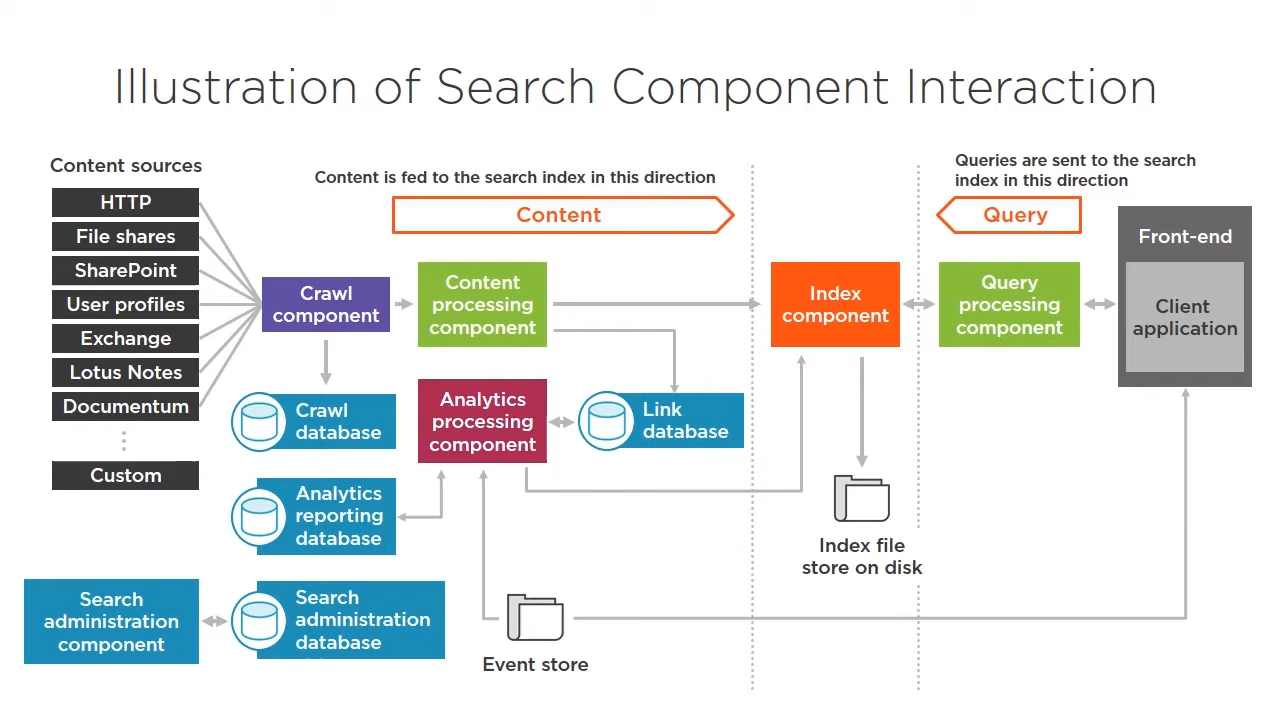 Illustration of Search Component Interaction
Content sources
HTTP
File shares
SharePoint
User profiles
Exchange
Lotus Notes
Documentum
Custom
Content is fed to the search index in this direction
Content
Queries are sent to the search
index in this direction
Query
Crawl
component
Content
processing
component
Index
component
Query
processing
component
Front-end
Client
application
Crawl
database
Analytics
processing
component
Link
database
Analytics
reporting
database
Index file
store on disk
Search
administration
component
Search
administration
database
Event store